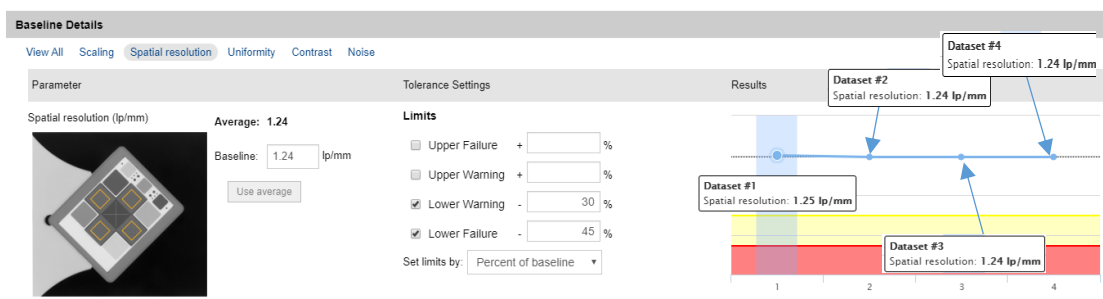 Baseline Details
View All Scaling Spatial resolution Uniformity Contrast Noise
Parameter
Tolerance Settings
Results
Spatial resolution (lp/mm)
Average: 1.24
Baseline: 1.24 lp/mm
Use average
Limits
Upper Failure + %
Upper Warning + %
Lower Warning - 30 %
Lower Failure - 45 %
Set limits by: Percent of baseline
Dataset #4
Spatial resolution: 1.24 lp/mm
Dataset #2
Spatial resolution: 1.24 lp/mm
Dataset #1
Spatial resolution: 1.25 lp/mm
Dataset #3
Spatial resolution: 1.24 lp/mm
1 2 3 4